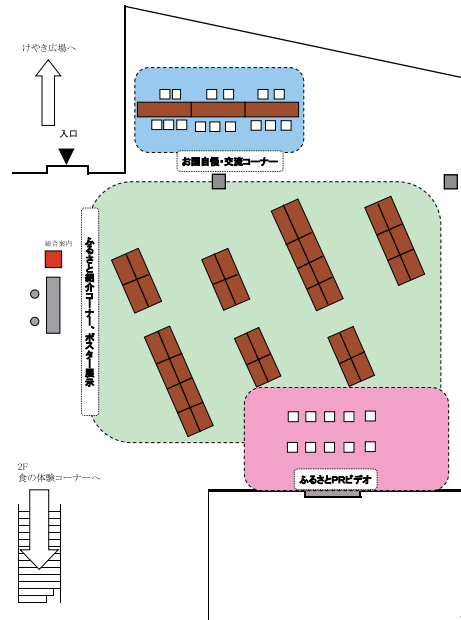 けやき広場へ
入口
お国自慢・交流コーナー
総合案内
ふるさと紹介コーナー、ポスター展示
2F
食の体験コーナーへ
ふるさとPRビデオ